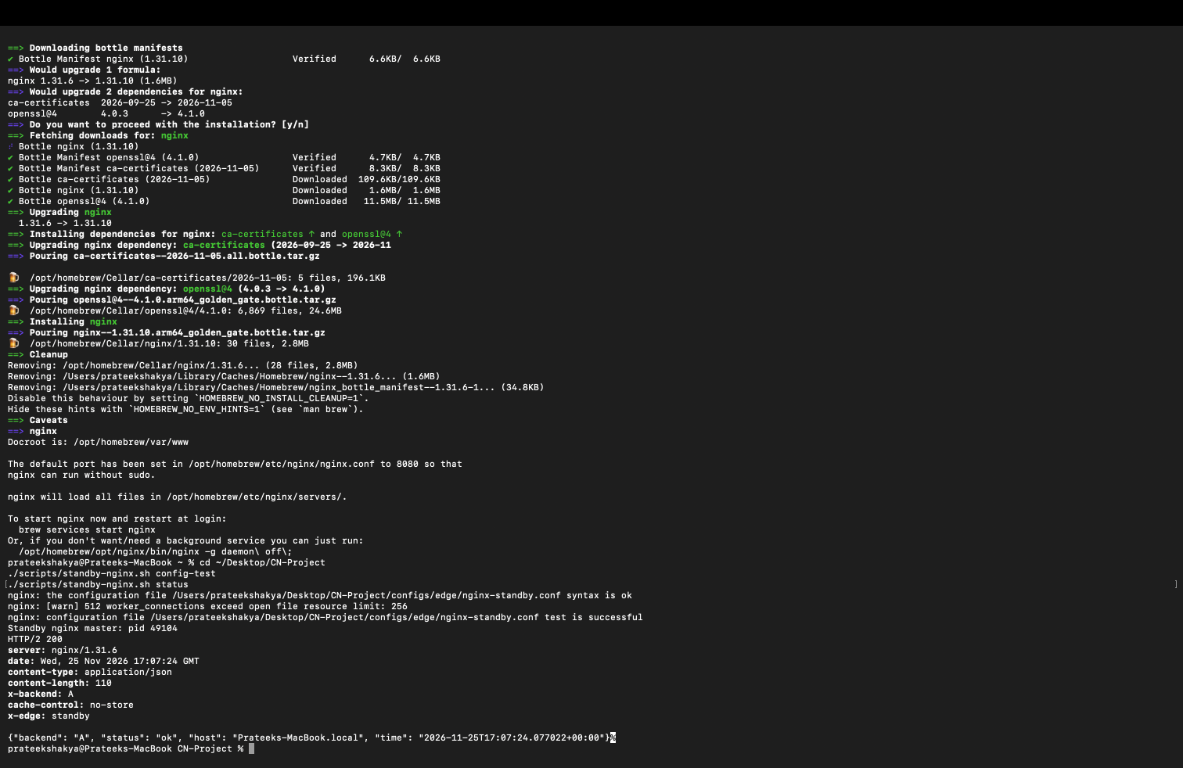 ==> Downloading bottle manifests
✔ Bottle Manifest nginx (1.31.10) Verified 6.6KB/ 6.6KB
==> Would upgrade 1 formula:
nginx 1.31.6 -> 1.31.10 (1.6MB)
==> Would upgrade 2 dependencies for nginx:
ca-certificates 2026-09-25 -> 2026-11-05
openssl@4 4.0.3 -> 4.1.0
==> Do you want to proceed with the installation? [y/n]
==> Fetching downloads for: nginx
Bottle nginx (1.31.10)
✔ Bottle Manifest openssl@4 (4.1.0) Verified 4.7KB/ 4.7KB
✔ Bottle Manifest ca-certificates (2026-11-05) Verified 8.3KB/ 8.3KB
✔ Bottle ca-certificates (2026-11-05) Downloaded 109.6KB/109.6KB
✔ Bottle nginx (1.31.10) Downloaded 1.6MB/ 1.6MB
✔ Bottle openssl@4 (4.1.0) Downloaded 11.5MB/ 11.5MB
==> Upgrading nginx
1.31.6 -> 1.31.10
==> Installing dependencies for nginx: ca-certificates ↑ and openssl@4 ↑
==> Upgrading nginx dependency: ca-certificates (2026-09-25 -> 2026-11
==> Pouring ca-certificates--2026-11-05.all.bottle.tar.gz
🍺 /opt/homebrew/Cellar/ca-certificates/2026-11-05: 5 files, 196.1KB
==> Upgrading nginx dependency: openssl@4 (4.0.3 -> 4.1.0)
==> Pouring openssl@4--4.1.0.arm64_golden_gate.bottle.tar.gz
🍺 /opt/homebrew/Cellar/openssl@4/4.1.0: 6,869 files, 24.6MB
==> Installing nginx
==> Pouring nginx--1.31.10.arm64_golden_gate.bottle.tar.gz
🍺 /opt/homebrew/Cellar/nginx/1.31.10: 30 files, 2.8MB
==> Cleanup
Removing: /opt/homebrew/Cellar/nginx/1.31.6... (28 files, 2.8MB)
Removing: /Users/prateekshakya/Library/Caches/Homebrew/nginx--1.31.6... (1.6MB)
Removing: /Users/prateekshakya/Library/Caches/Homebrew/nginx_bottle_manifest--1.31.6-1... (34.8KB)
Disable this behaviour by setting `HOMEBREW_NO_INSTALL_CLEANUP=1`.
Hide these hints with `HOMEBREW_NO_ENV_HINTS=1` (see `man brew`).
==> Caveats
==> nginx
Docroot is: /opt/homebrew/var/www
The default port has been set in /opt/homebrew/etc/nginx/nginx.conf to 8080 so that
nginx can run without sudo.
nginx will load all files in /opt/homebrew/etc/nginx/servers/.
To start nginx now and restart at login:
brew services start nginx
Or, if you don't want/need a background service you can just run:
/opt/homebrew/opt/nginx/bin/nginx -g daemon\ off\;
prateekshakya@Prateeks-MacBook ~ % cd ~/Desktop/CN-Project
./scripts/standby-nginx.sh config-test
[./scripts/standby-nginx.sh status ]
nginx: the configuration file /Users/prateekshakya/Desktop/CN-Project/configs/edge/nginx-standby.conf syntax is ok
nginx: [warn] 512 worker_connections exceed open file resource limit: 256
nginx: configuration file /Users/prateekshakya/Desktop/CN-Project/configs/edge/nginx-standby.conf test is successful
Standby nginx master: pid 49104
HTTP/2 200
server: nginx/1.31.6
date: Wed, 25 Nov 2026 17:07:24 GMT
content-type: application/json
content-length: 110
x-backend: A
cache-control: no-store
x-edge: standby
{"backend": "A", "status": "ok", "host": "Prateeks-MacBook.local", "time": "2026-11-25T17:07:24.077022+00:00"}%
prateekshakya@Prateeks-MacBook CN-Project %